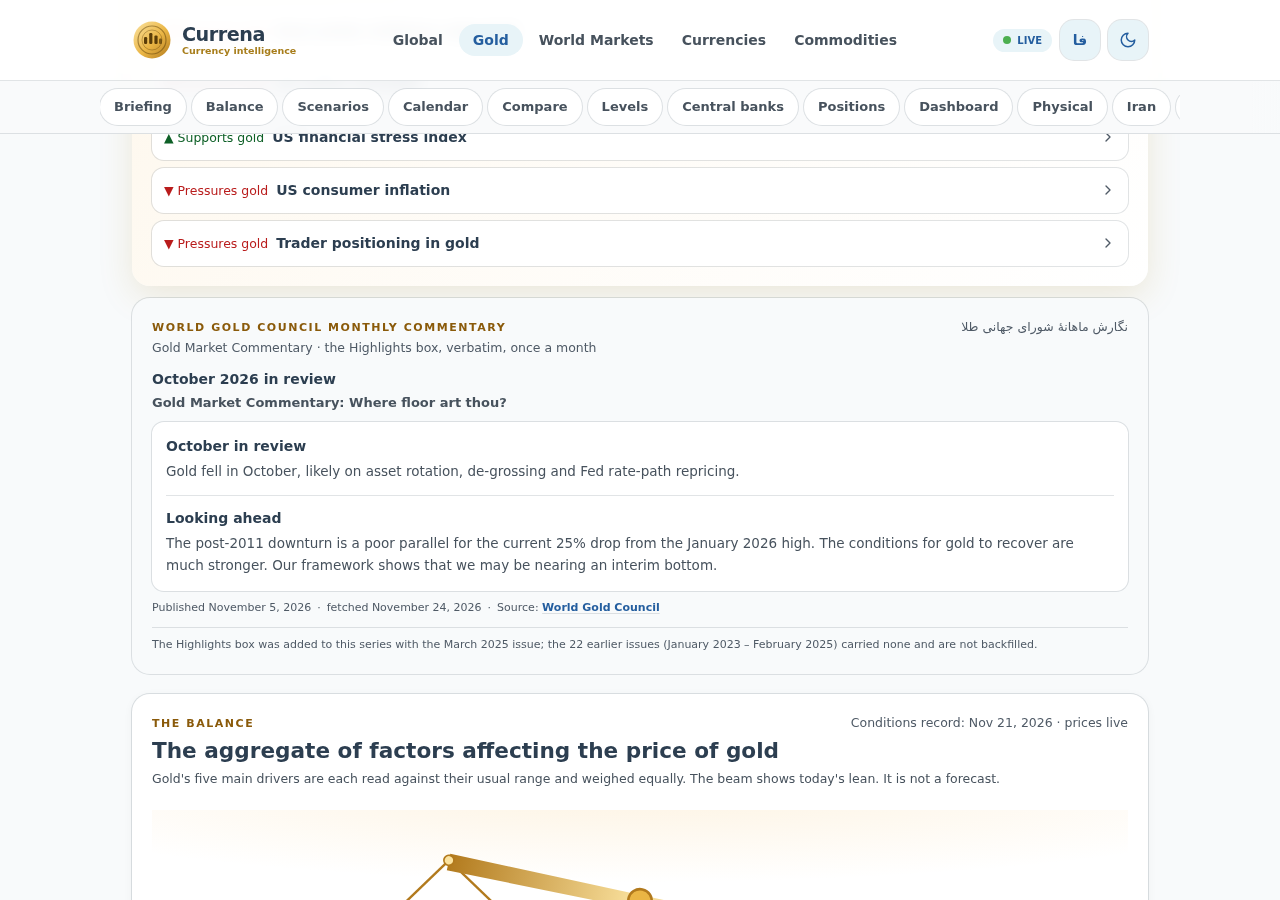 Currena
Currency intelligence
Global
Gold
World Markets
Currencies
Commodities
LIVE
فا
Briefing
Balance
Scenarios
Calendar
Compare
Levels
Central banks
Positions
Dashboard
Physical
Iran
▲ Supports gold US financial stress index
▼ Pressures gold US consumer inflation
▼ Pressures gold Trader positioning in gold
WORLD GOLD COUNCIL MONTHLY COMMENTARY
نگارش ماهانهٔ شورای جهانی طلا
Gold Market Commentary · the Highlights box, verbatim, once a month
October 2026 in review
Gold Market Commentary: Where floor art thou?
October in review
Gold fell in October, likely on asset rotation, de-grossing and Fed rate-path repricing.
Looking ahead
The post-2011 downturn is a poor parallel for the current 25% drop from the January 2026 high. The conditions for gold to recover are
much stronger. Our framework shows that we may be nearing an interim bottom.
Published November 5, 2026 · fetched November 24, 2026 · Source: World Gold Council
The Highlights box was added to this series with the March 2025 issue; the 22 earlier issues (January 2023 – February 2025) carried none and are not backfilled.
THE BALANCE
Conditions record: Nov 21, 2026 · prices live
The aggregate of factors affecting the price of gold
Gold's five main drivers are each read against their usual range and weighed equally. The beam shows today's lean. It is not a forecast.